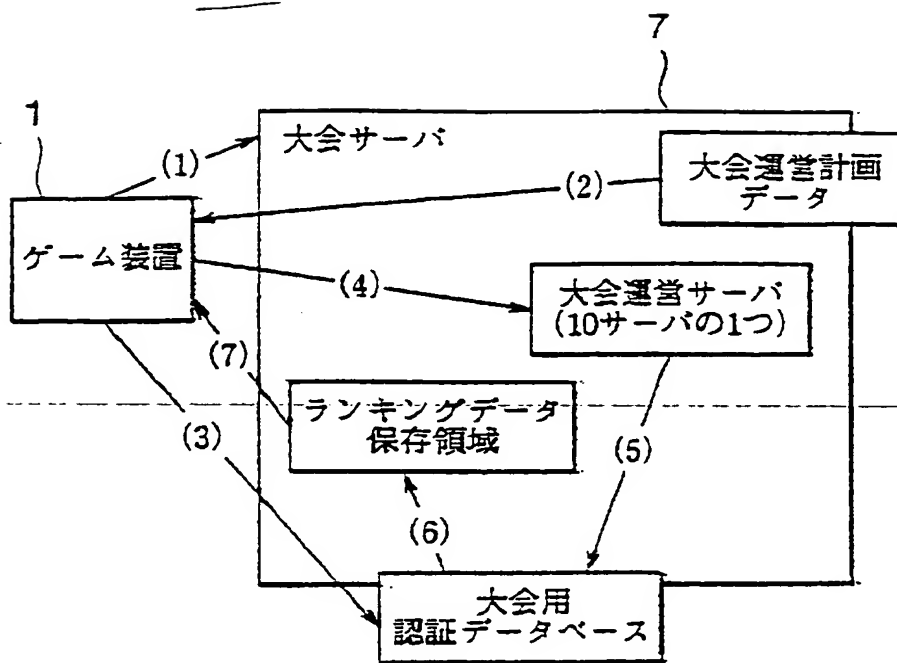 7
1
大会サーバ
(1)
大会運営計画
データ
(2)
ゲーム装置
(4)
大会運営サーバ
(10サーバの1つ)
(7)
ランキングデータ
保存領域
(3)
(5)
(6)
大会用
認証データベース